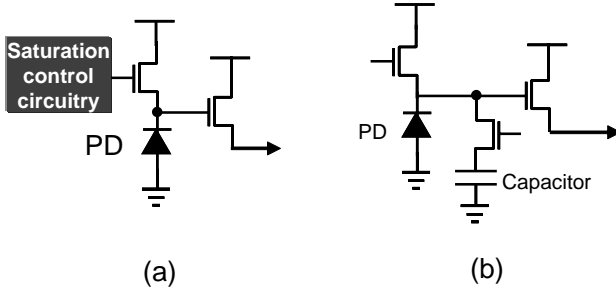 Saturation
control
circuitry
PD
(a)
PD
Capacitor
(b)